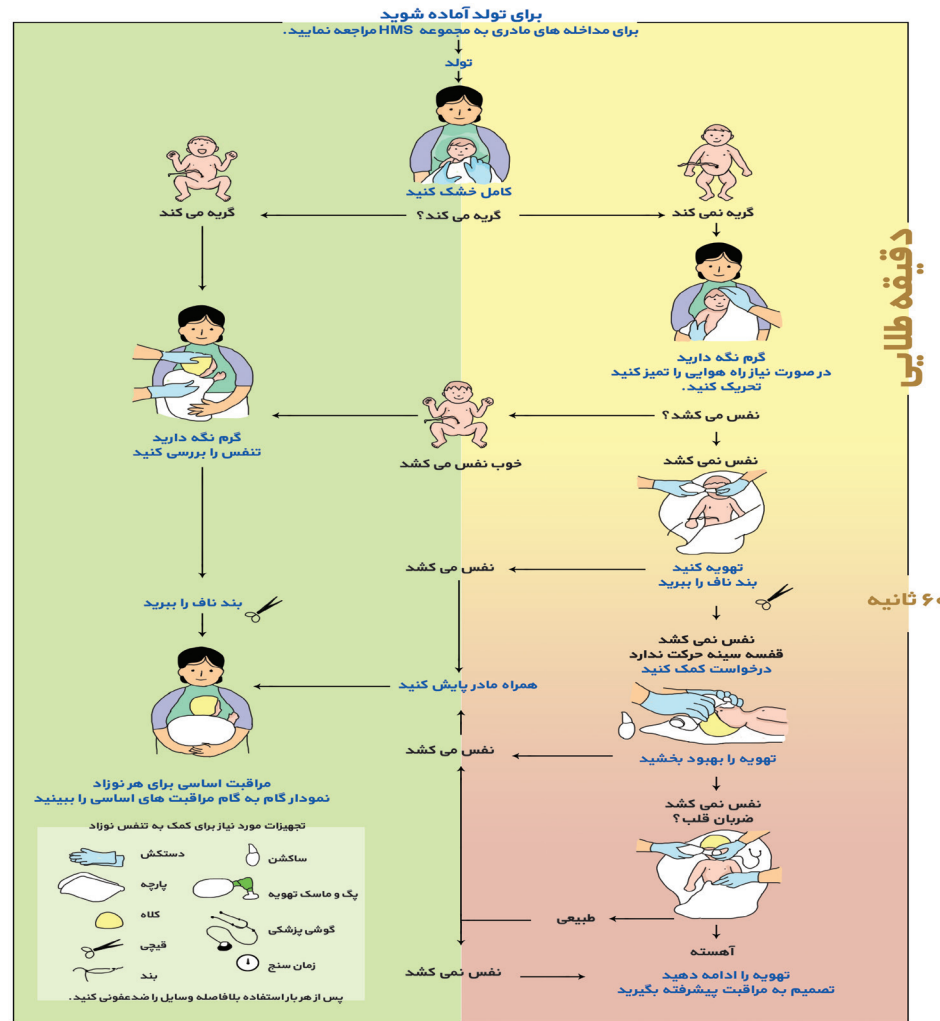 برای تولد آماده شوید
برای مداخله های مادری به مجموعه HMS مراجعه نمایید.
تولد
کامل خشک کنید
گریه می کند؟
گریه نمی کند
گریه می کند
دقیقه طلایی
گرم نگه دارید
در صورت نیاز راه هوایی را تمیز کنید
تحریک کنید.
نفس می کشد؟
خوب نفس می کشد
گرم نگه دارید
تنفس را بررسی کنید
نفس نمی کشد
تهویه کنید
بند ناف را ببرید
نفس می کشد
بند ناف را ببرید
۶۰ ثانیه
نفس نمی کشد
قفسه سینه حرکت ندارد
درخواست کمک کنید
همراه مادر پایش کنید
تهویه را بهبود بخشید
نفس می کشد
مراقبت اساسی برای هر نوزاد
نمودار گام به گام مراقبت های اساسی را ببینید
نفس نمی کشد
ضربان قلب؟
طبیعی
آهسته
تهویه را ادامه دهید
تصمیم به مراقبت پیشرفته بگیرید
نفس نمی کشد
تجهیزات مورد نیاز برای کمک به تنفس نوزاد
ساکشن
دستکش
پگ و ماسک تهویه
پارچه
گوشی پزشکی
کلاه
زمان سنج
قیچی
بند
پس از هر بار استفاده بلافاصله وسایل را ضدعفونی کنید.